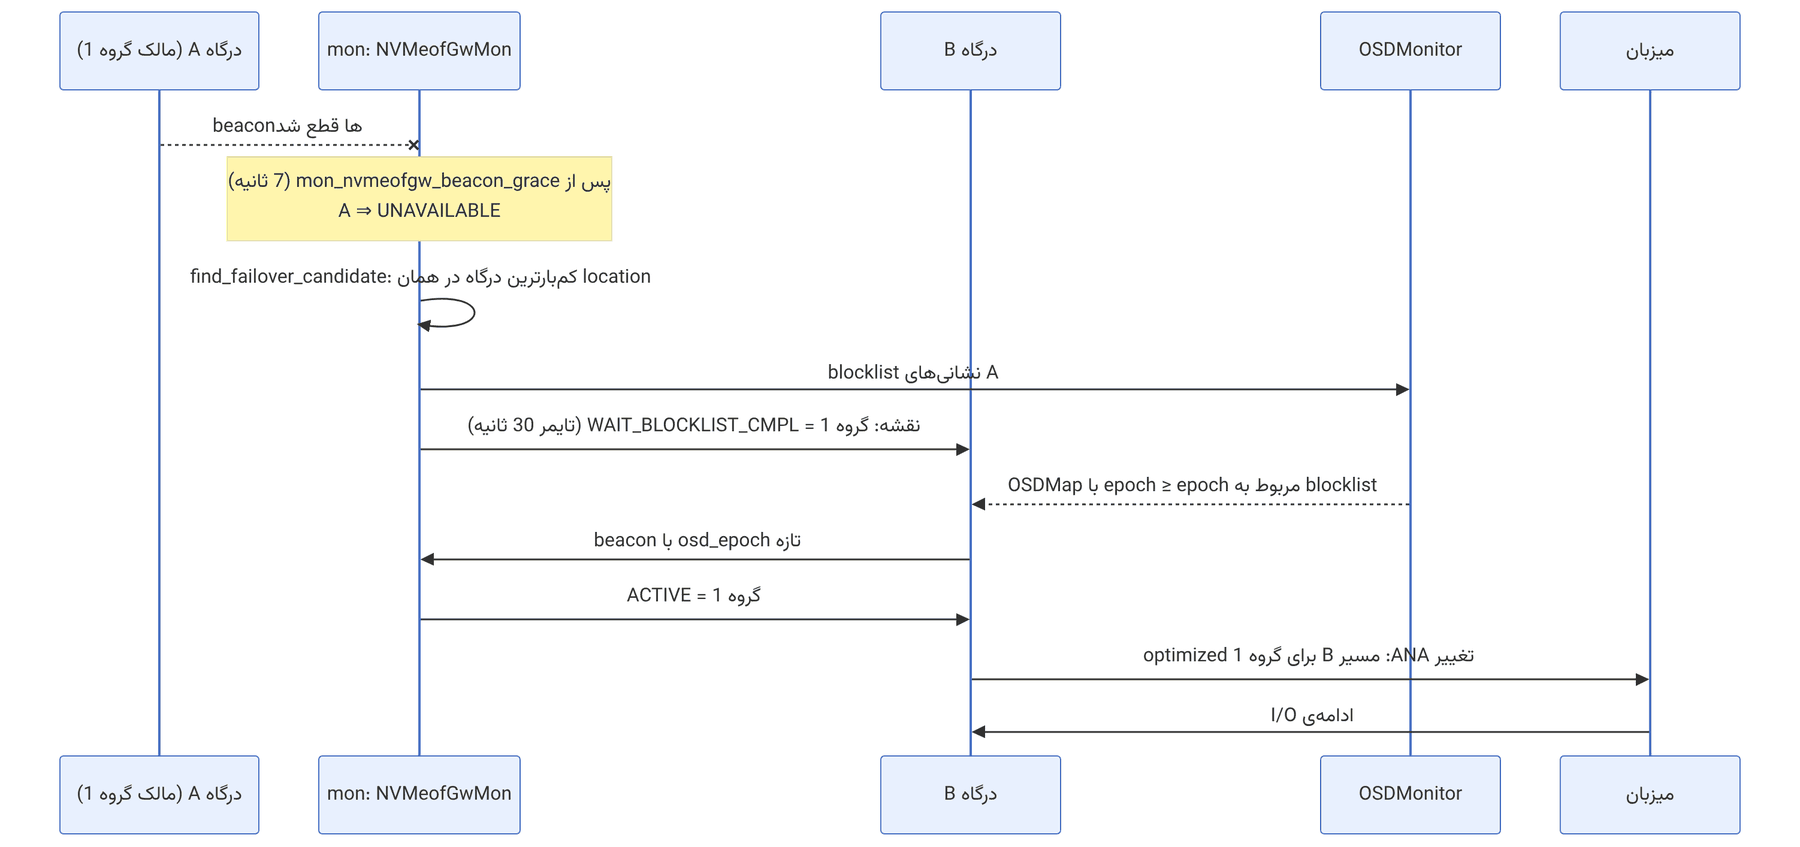 درگاه A (مالک گروه 1)
mon: NVMeofGwMon
درگاه B
OSDMonitor
میزبان
beaconها قطع شد
پس از mon_nvmeofgw_beacon_grace (7 ثانیه)
A ⇒ UNAVAILABLE
find_failover_candidate: کم‌بارترین درگاه در همان location
blocklist نشانی‌های A
نقشه: گروه 1 = WAIT_BLOCKLIST_CMPL (تایمر 30 ثانیه)
OSDMap با epoch ≥ epoch مربوط به blocklist
beacon با osd_epoch تازه
گروه 1 = ACTIVE
تغییر ANA: مسیر B برای گروه 1 optimized
ادامه‌ی I/O
درگاه A (مالک گروه 1)
mon: NVMeofGwMon
درگاه B
OSDMonitor
میزبان